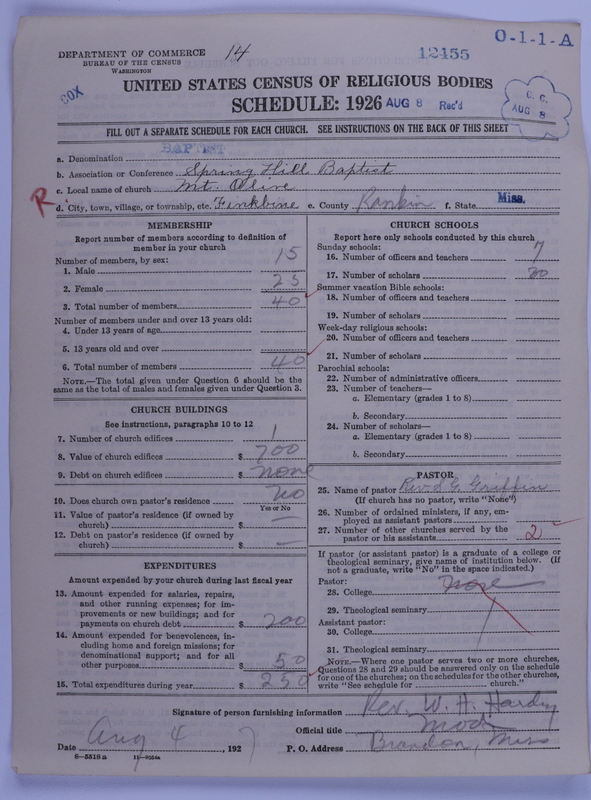 DEPARTMENT OF COMMERCE
BUREAU OF THE CENSUS
WASHINGTON
14
12455
O-1-1-A
COX
UNITED STATES CENSUS OF RELIGIOUS BODIES
SCHEDULE: 1926 AUG 8 Rec'd
C. C.
AUG 8
FILL OUT A SEPARATE SCHEDULE FOR EACH CHURCH. SEE INSTRUCTIONS ON THE BACK OF THIS SHEET
a. Denomination BAPTIST
b. Association or Conference Spring Hill Baptist
c. Local name of church Mt. Olive
R d. City, town, village, or township, etc. Finkbine e. County Rankin f. State Miss.
MEMBERSHIP
Report number of members according to definition of
member in your church
Number of members, by sex:
1. Male 15
2. Female 25
3. Total number of members 40
Number of members under and over 13 years old:
4. Under 13 years of age
5. 13 years old and over
6. Total number of members 40
NOTE.—The total given under Question 6 should be the
same as the total of males and females given under Question 3.
CHURCH BUILDINGS
See instructions, paragraphs 10 to 12
7. Number of church edifices 1
8. Value of church edifices $ 700
9. Debt on church edifices $ none
10. Does church own pastor's residence no
Yes or No
11. Value of pastor's residence (if owned by
church) $ —
12. Debt on pastor's residence (if owned by
church) $ —
EXPENDITURES
Amount expended by your church during last fiscal year
13. Amount expended for salaries, repairs,
and other running expenses; for im-
provements or new buildings; and for
payments on church debt $ 200
14. Amount expended for benevolences, in-
cluding home and foreign missions; for
denominational support; and for all
other purposes $ 50
15. Total expenditures during year $ 250
CHURCH SCHOOLS
Report here only schools conducted by this church
Sunday schools:
16. Number of officers and teachers 7
17. Number of scholars 20
Summer vacation Bible schools:
18. Number of officers and teachers
19. Number of scholars
Week-day religious schools:
20. Number of officers and teachers
21. Number of scholars
Parochial schools:
22. Number of administrative officers
23. Number of teachers—
a. Elementary (grades 1 to 8)
b. Secondary
24. Number of scholars—
a. Elementary (grades 1 to 8)
b. Secondary
PASTOR
25. Name of pastor Rev. J. G. Griffin
(If church has no pastor, write "None")
26. Number of ordained ministers, if any, em-
ployed as assistant pastors
27. Number of other churches served by the
pastor or his assistants 2
If pastor (or assistant pastor) is a graduate of a college or
theological seminary, give name of institution below. (If
not a graduate, write "No" in the space indicated.)
Pastor:
28. College none
29. Theological seminary
Assistant pastor:
30. College
31. Theological seminary
NOTE.—Where one pastor serves two or more churches,
Questions 28 and 29 should be answered only on the schedule
for one of the churches; on the schedules for the other churches,
write "See schedule for church."
Signature of person furnishing information Rev. W. H. Hardy
Official title Mod.
Date Aug 4, 1927 P. O. Address Brandon, Miss
8—5518 a